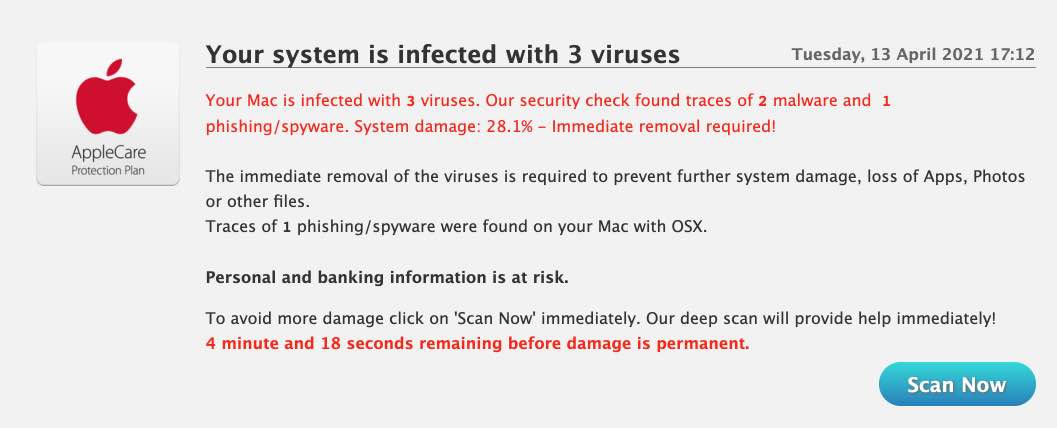 Your system is infected with 3 viruses
Tuesday, 13 April 2021 17:12
Your Mac is infected with 3 viruses. Our security check found traces of 2 malware and 1
phishing/spyware. System damage: 28.1% – Immediate removal required!
AppleCare
Protection Plan
The immediate removal of the viruses is required to prevent further system damage, loss of Apps, Photos
or other files.
Traces of 1 phishing/spyware were found on your Mac with OSX.
Personal and banking information is at risk.
To avoid more damage click on 'Scan Now' immediately. Our deep scan will provide help immediately!
4 minute and 18 seconds remaining before damage is permanent.
Scan Now